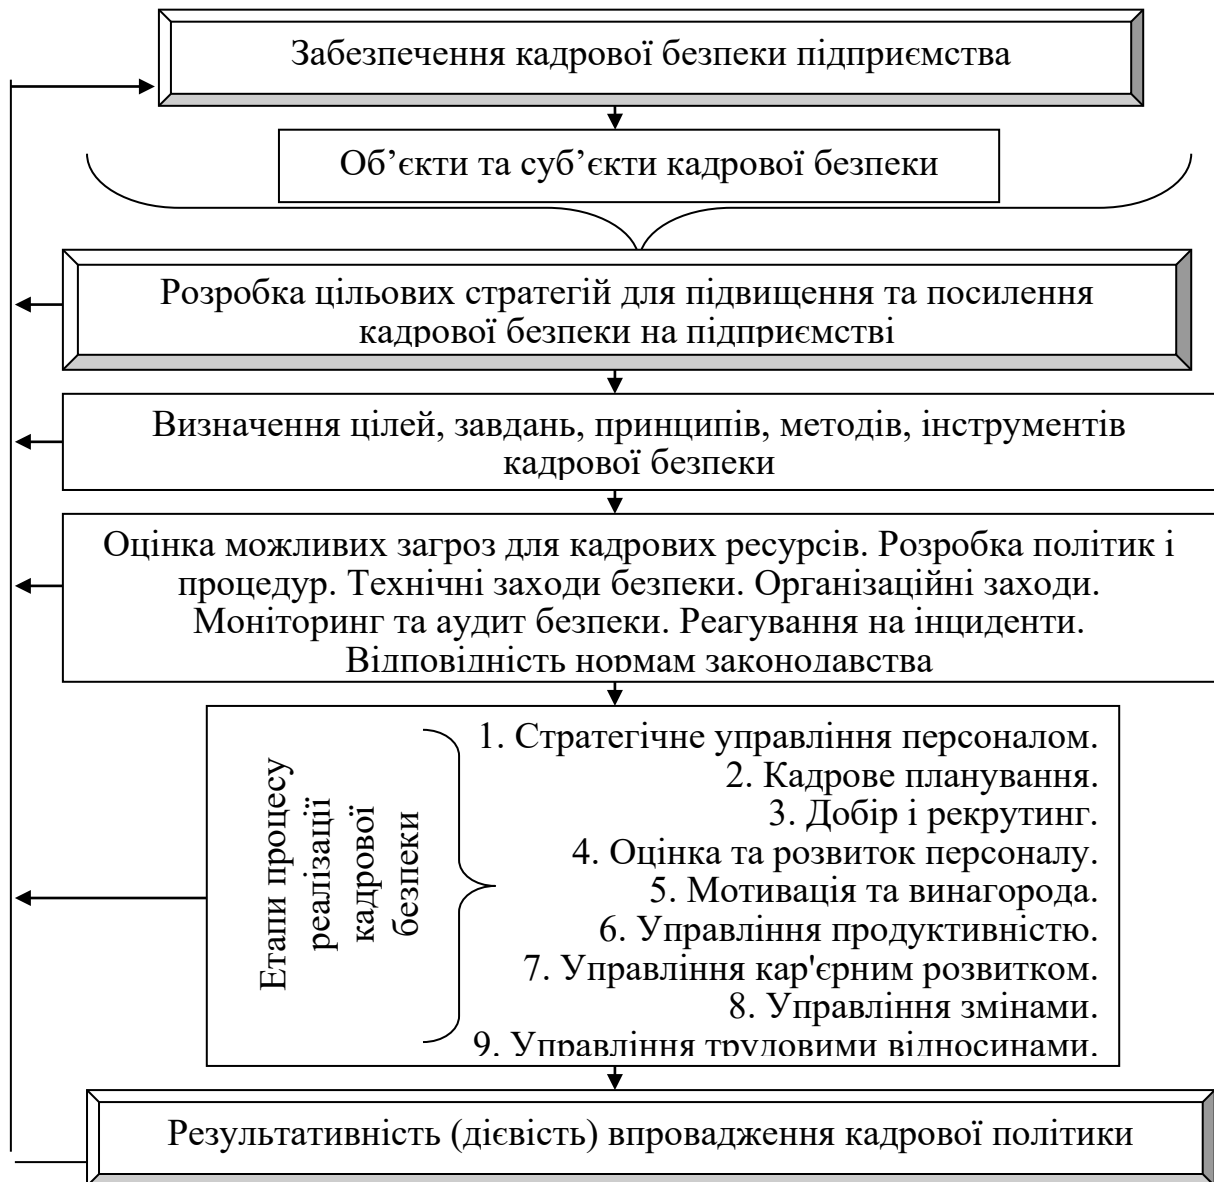 Забезпечення кадрової безпеки підприємства
Об’єкти та суб’єкти кадрової безпеки
Розробка цільових стратегій для підвищення та посилення
кадрової безпеки на підприємстві
Визначення цілей, завдань, принципів, методів, інструментів
кадрової безпеки
Оцінка можливих загроз для кадрових ресурсів. Розробка політик і
процедур. Технічні заходи безпеки. Організаційні заходи.
Моніторинг та аудит безпеки. Реагування на інциденти.
Відповідність нормам законодавства
Етапи процесу
реалізації
кадрової
безпеки
1. Стратегічне управління персоналом.
2. Кадрове планування.
3. Добір і рекрутинг.
4. Оцінка та розвиток персоналу.
5. Мотивація та винагорода.
6. Управління продуктивністю.
7. Управління кар'єрним розвитком.
8. Управління змінами.
9. Управління трудовими відносинами.
Результативність (дієвість) впровадження кадрової політики